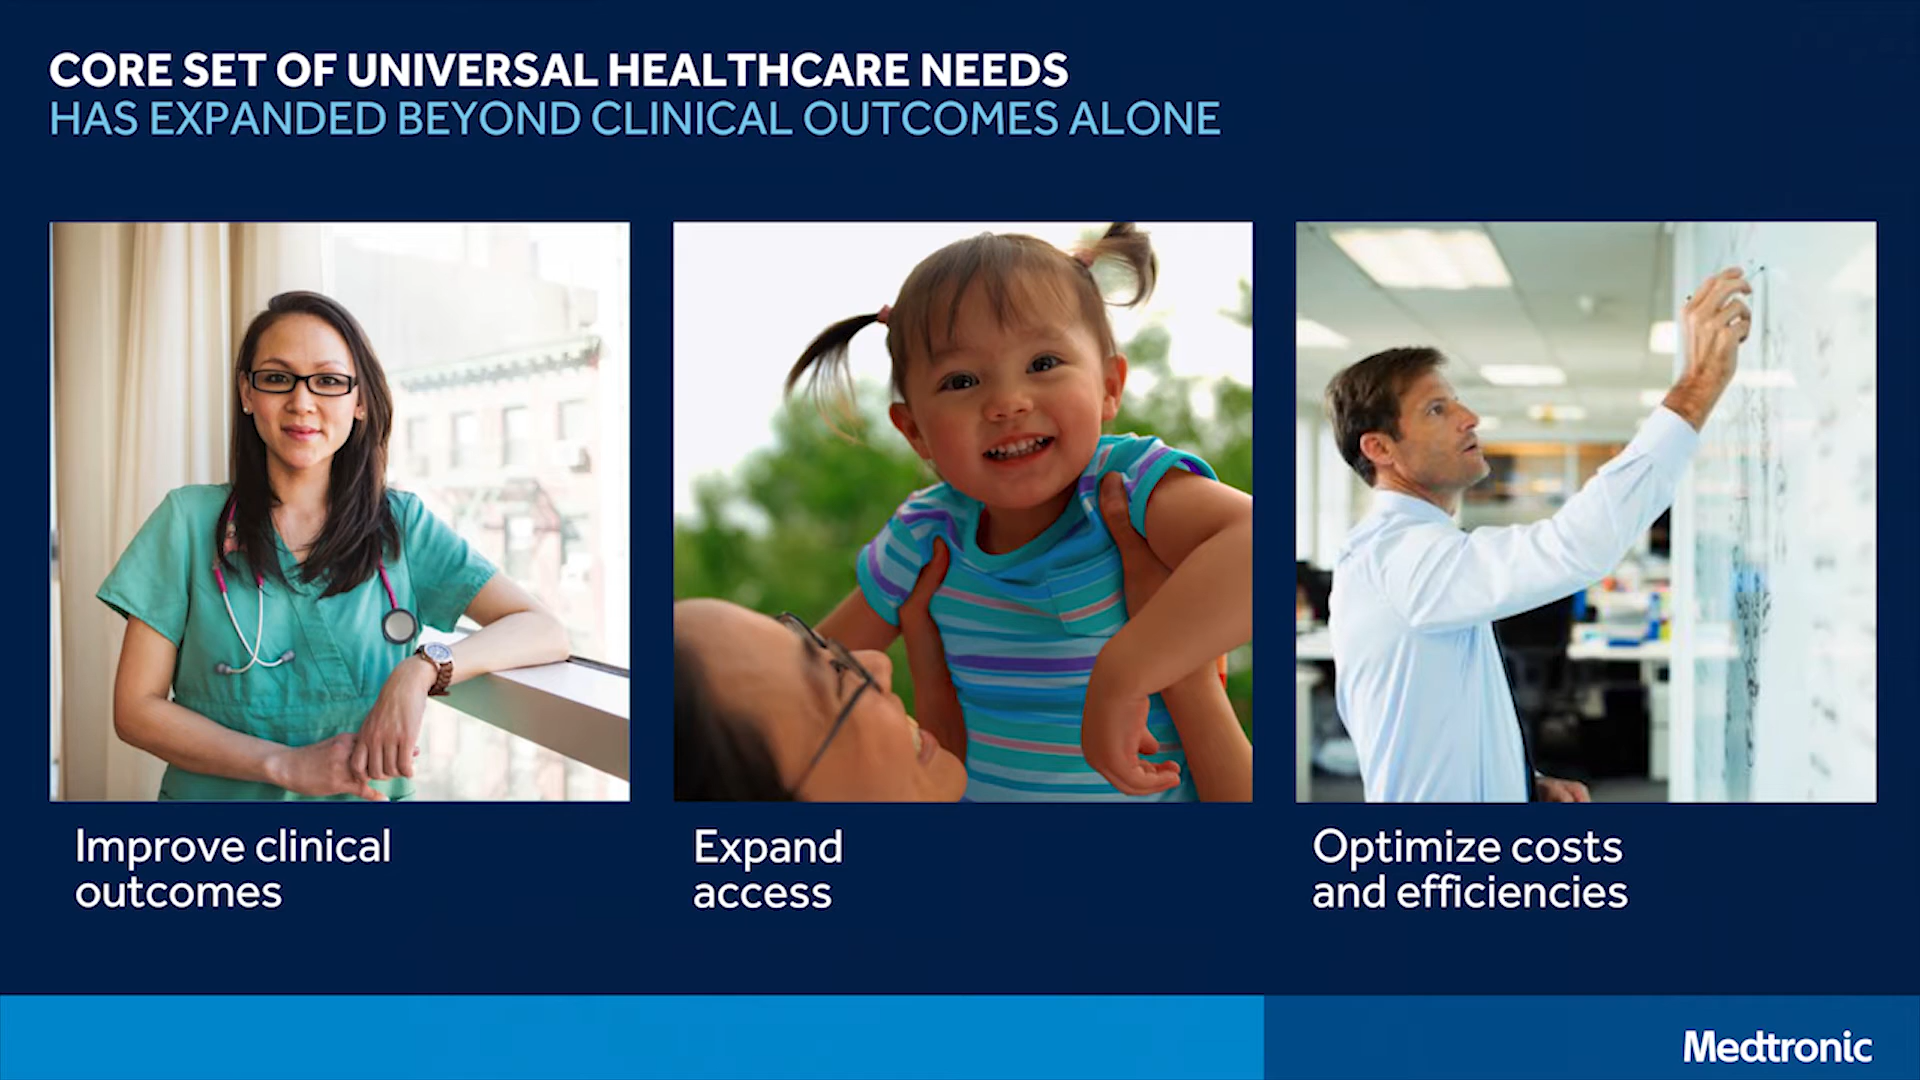 CORE SET OF UNIVERSAL HEALTHCARE NEEDS
HAS EXPANDED BEYOND CLINICAL OUTCOMES ALONE
Improve clinical
outcomes
Expand
access
Optimize costs
and efficiencies
Medtronic